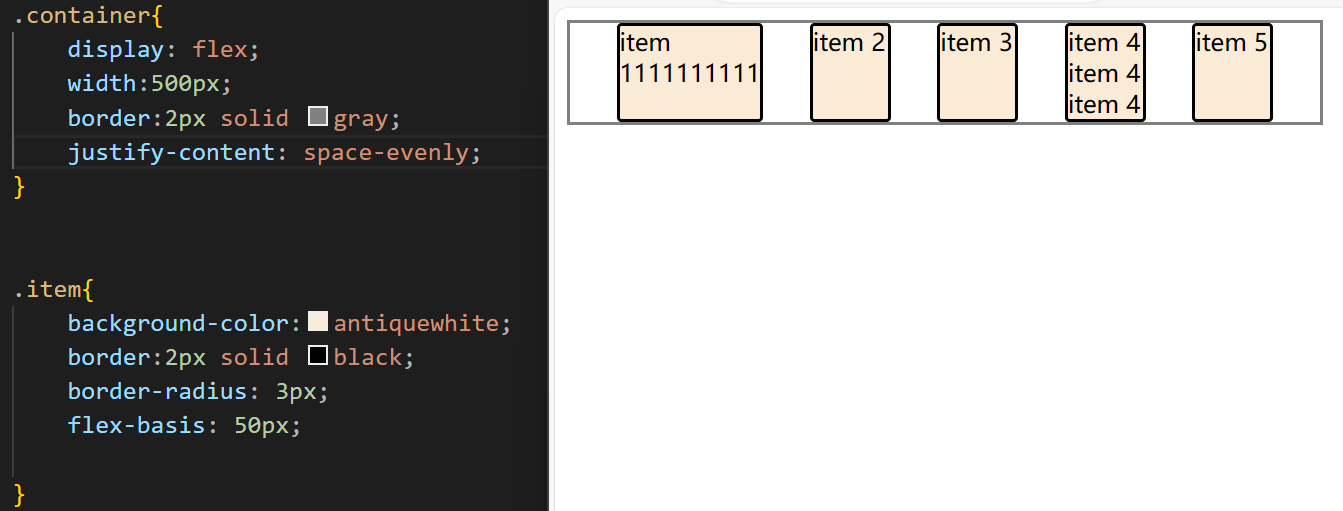 .container{
    display: flex;
    width:500px;
    border:2px solid gray;
    justify-content: space-evenly;
}
.item{
    background-color:antiquewhite;
    border:2px solid black;
    border-radius: 3px;
    flex-basis: 50px;
}
item
1111111111
item 2
item 3
item 4
item 4
item 4
item 5